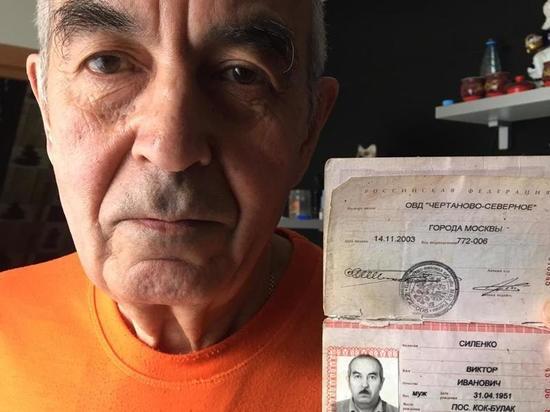 РОССИЙСКАЯ ФЕДЕРАЦИЯ
ОВД "ЧЕРТАНОВО-СЕВЕРНОЕ"
ГОРОДА МОСКВЫ
14.11.2003 772-006
СИЛЕНКО
ВИКТОР
ИВАНОВИЧ
МУЖ 31.04.1951
ПОС. КОК-БУЛАК